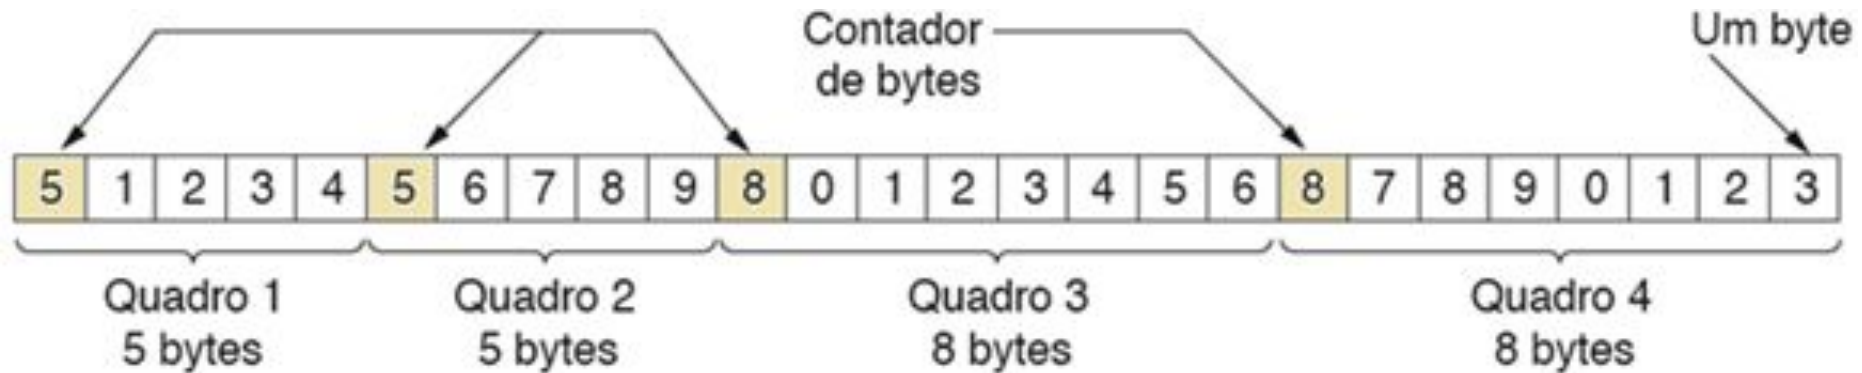 Contador
de bytes
Um byte
5 1 2 3 4 5 6 7 8 9 8 0 1 2 3 4 5 6 8 7 8 9 0 1 2 3
Quadro 1
5 bytes
Quadro 2
5 bytes
Quadro 3
8 bytes
Quadro 4
8 bytes